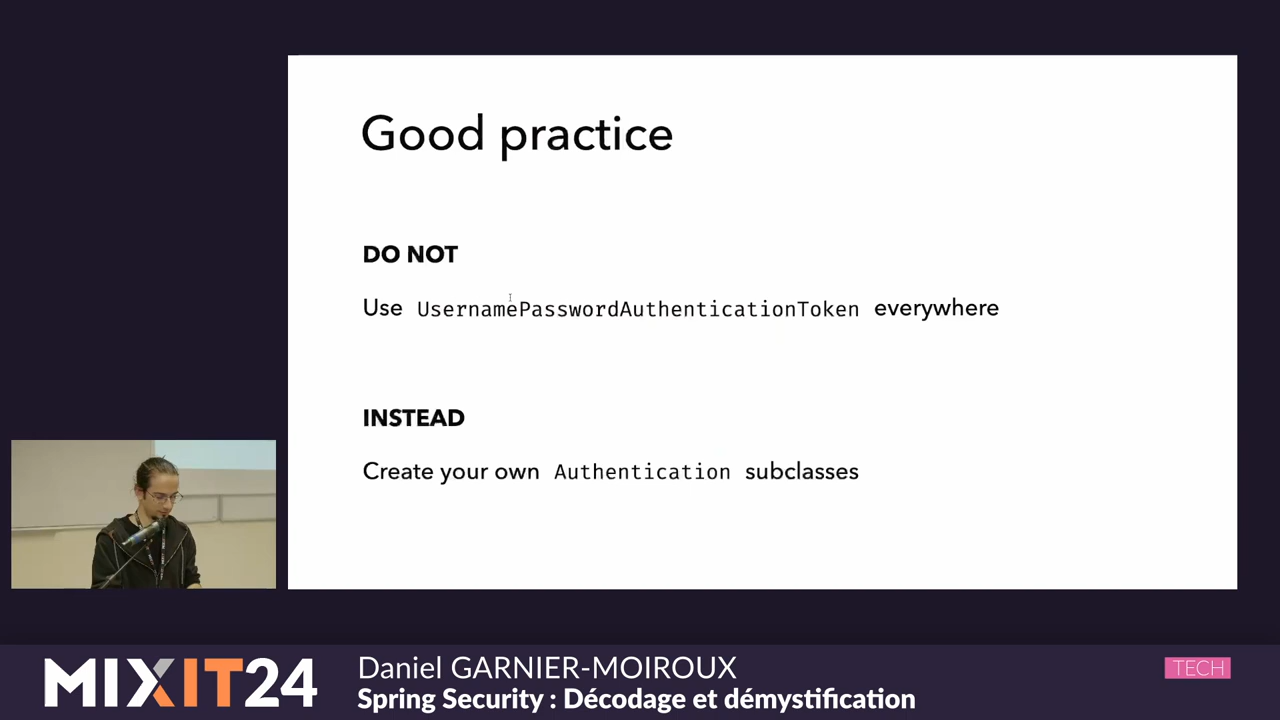 Good practice
DO NOT
Use UsernamePasswordAuthenticationToken everywhere
INSTEAD
Create your own Authentication subclasses
MIXIT24
Daniel GARNIER-MOIROUX
TECH
Spring Security : Décodage et démystification